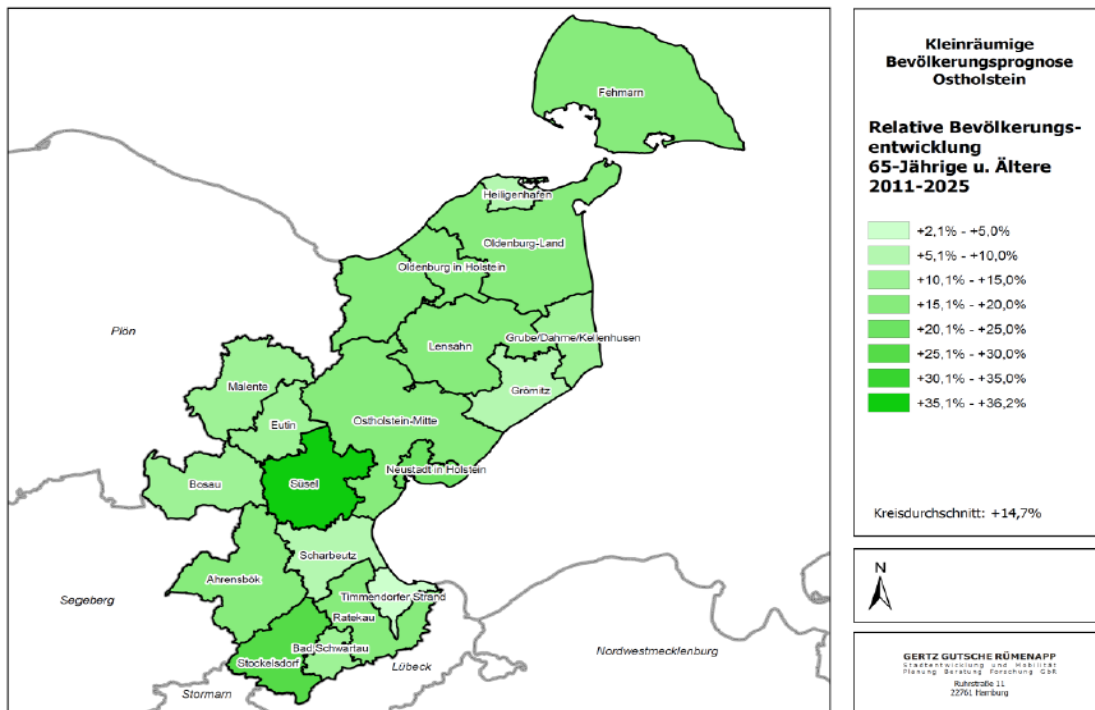 Fehmarn
Heiligenhafen
Oldenburg-Land
Oldenburg in Holstein
Plön
Lensahn
Grube/Dahme/Kellenhusen
Malente
Grömitz
Eutin
Ostholstein-Mitte
Neustadt in Holstein
Bosau
Süsel
Scharbeutz
Ahrensbök
Segeberg
Timmendorfer Strand
Ratekau
Bad Schwartau
Nordwestmecklenburg
Stockelsdorf
Lübeck
Stormarn
Kleinräumige
Bevölkerungsprognose
Ostholstein
Relative Bevölkerungs-
entwicklung
65-Jährige u. Ältere
2011-2025
+2,1% - +5,0%
+5,1% - +10,0%
+10,1% - +15,0%
+15,1% - +20,0%
+20,1% - +25,0%
+25,1% - +30,0%
+30,1% - +35,0%
+35,1% - +36,2%
Kreisdurchschnitt: +14,7%
N
GERTZ GUTSCHE RÜMENAPP
Stadtentwicklung und Mobilität
Planung Beratung Forschung GbR
Ruhrstraße 11
22761 Hamburg